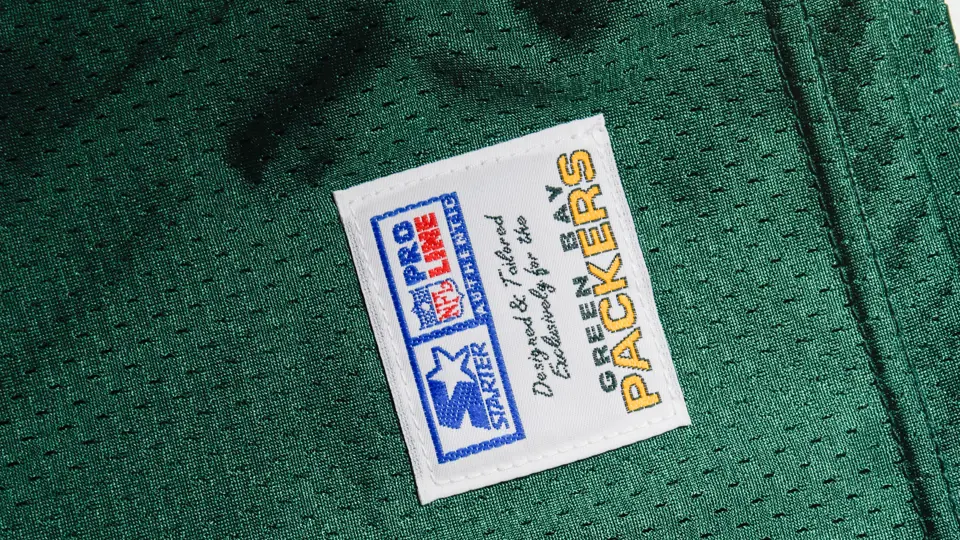 STARTER
NFL
PRO
LINE
AUTHENTIC
Designed & Tailored
Exclusively for the
GREEN BAY
PACKERS